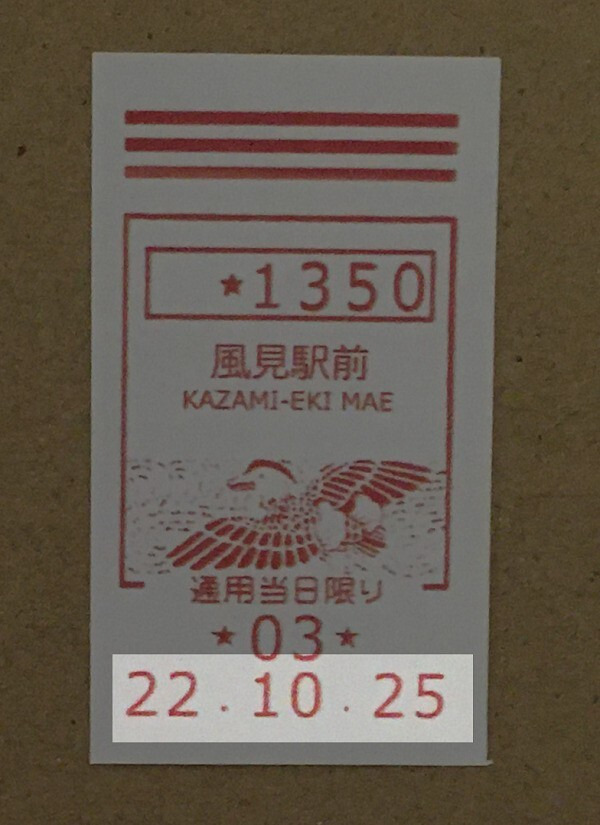 ★1350
風見駅前
KAZAMI-EKI MAE
通用当日限り
★03★
22.10.25